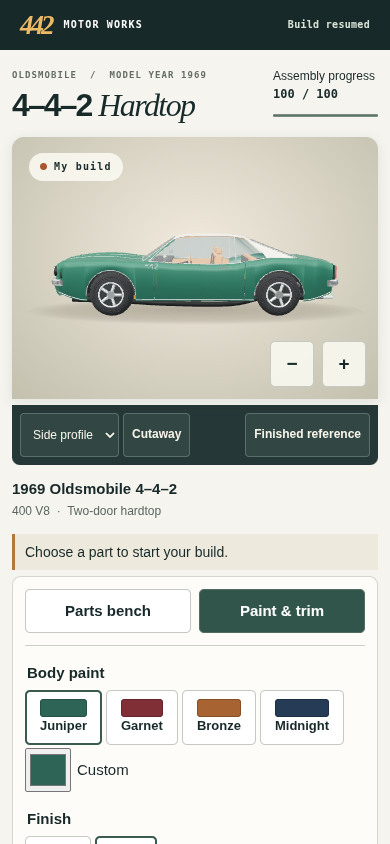 442 MOTOR WORKS
Build resumed
OLDSMOBILE / MODEL YEAR 1969
4–4–2 Hardtop
Assembly progress
100 / 100
My build
−
+
Side profile
Cutaway
Finished reference
1969 Oldsmobile 4–4–2
400 V8 · Two-door hardtop
Choose a part to start your build.
Parts bench
Paint & trim
Body paint
Juniper
Garnet
Bronze
Midnight
Custom
Finish